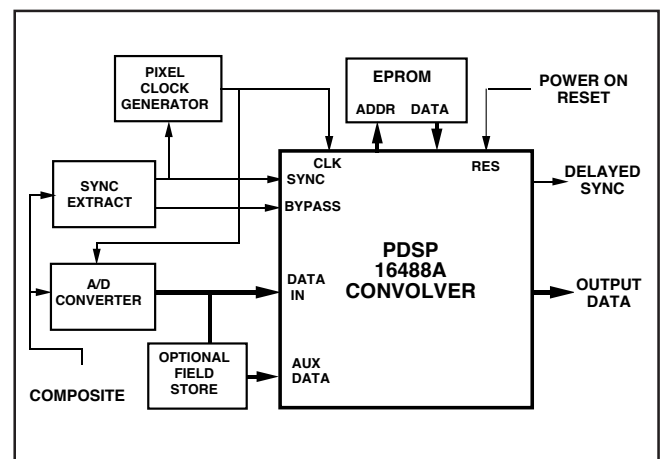 PIXEL
CLOCK
GENERATOR
EPROM
ADDR DATA
POWER ON
RESET
CLK
RES
SYNC
EXTRACT
SYNC
BYPASS
DELAYED
SYNC
PDSP
16488A
CONVOLVER
A/D
CONVERTER
DATA
IN
OUTPUT
DATA
OPTIONAL
FIELD
STORE
AUX
DATA
COMPOSITE